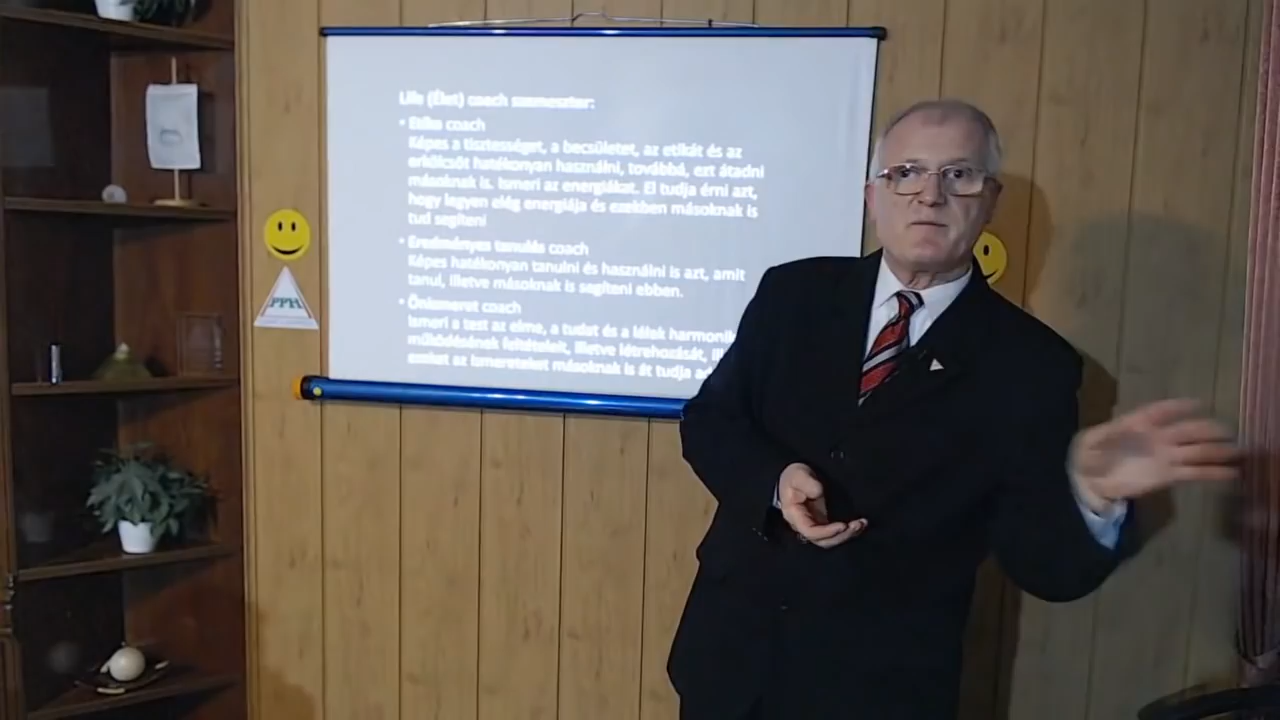 Life (Élet) coach szemeszter:
• Etika coach
Képes a tisztességet, a becsületet, az etikát és az
erkölcsöt hatékonyan használni, továbbá, ezt átadni
másoknak is. Ismeri az energiákat. El tudja érni azt,
hogy legyen elég energiája és ezekben másoknak is
tud segíteni
• Eredményes tanulás coach
Képes hatékonyan tanulni és használni is azt, amit
tanul, illetve másoknak is segíteni ebben.
• Önismeret coach
Ismeri a test az elme, a tudat és a lélek harmonik
működésének feltételeit, illetve létrehozását,
ezeket az ismereteket másoknak is át tudja
PPH